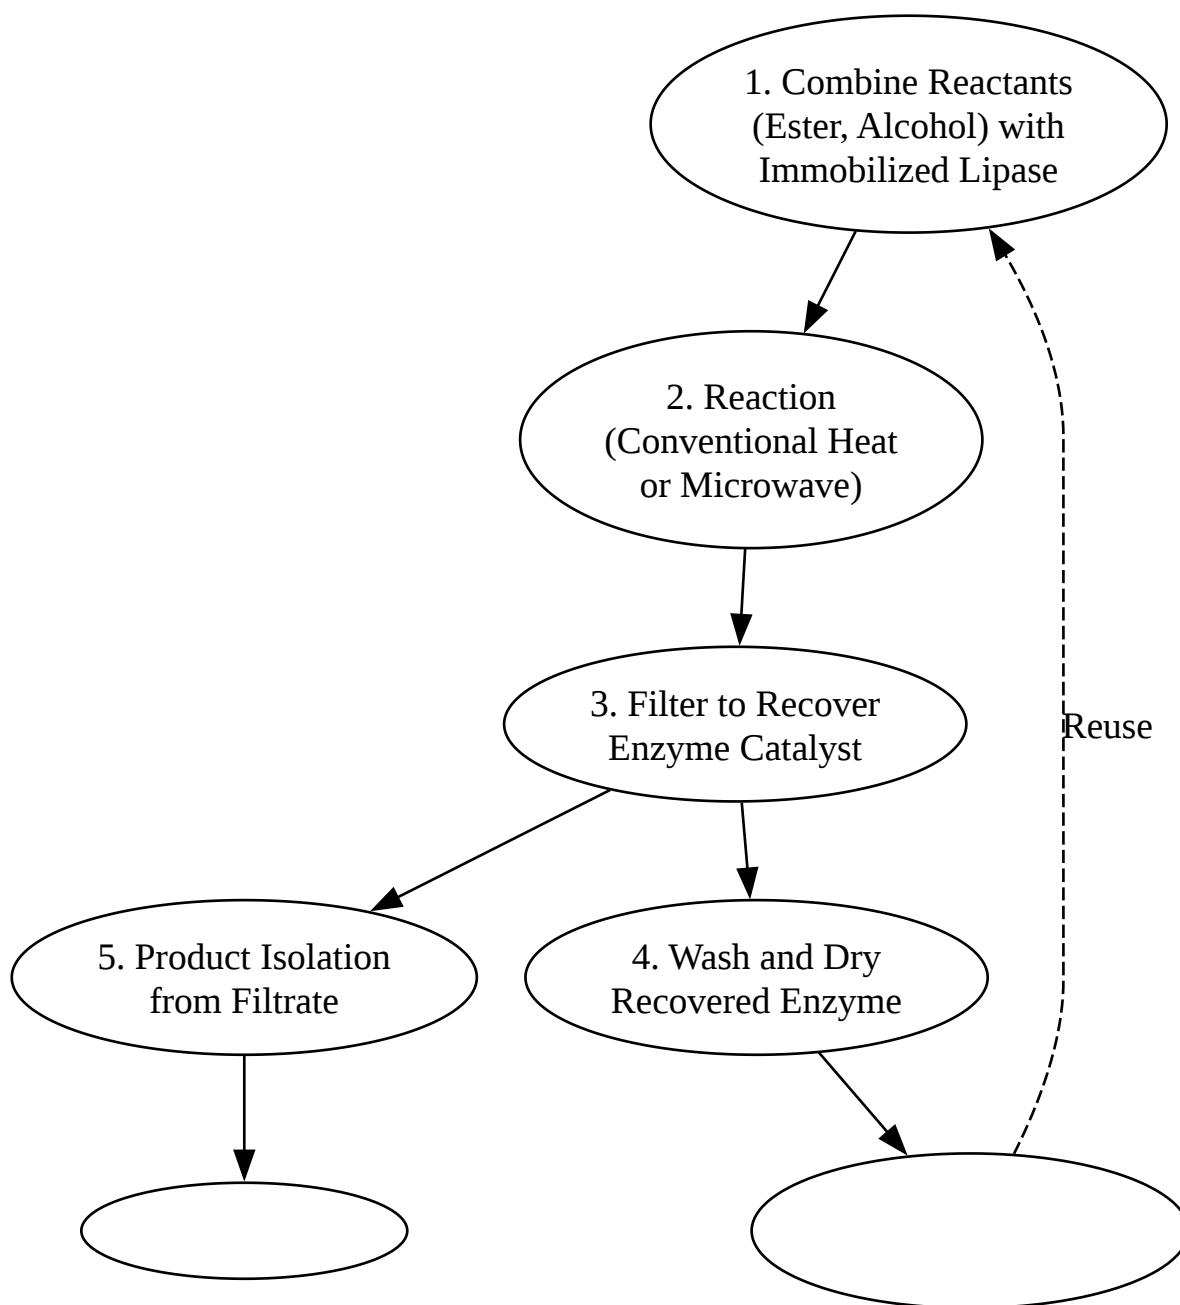 1. Combine Reactants
(Ester, Alcohol) with
Immobilized Lipase
2. Reaction
(Conventional Heat
or Microwave)
3. Filter to Recover
Enzyme Catalyst
Reuse
5. Product Isolation
from Filtrate
4. Wash and Dry
Recovered Enzyme